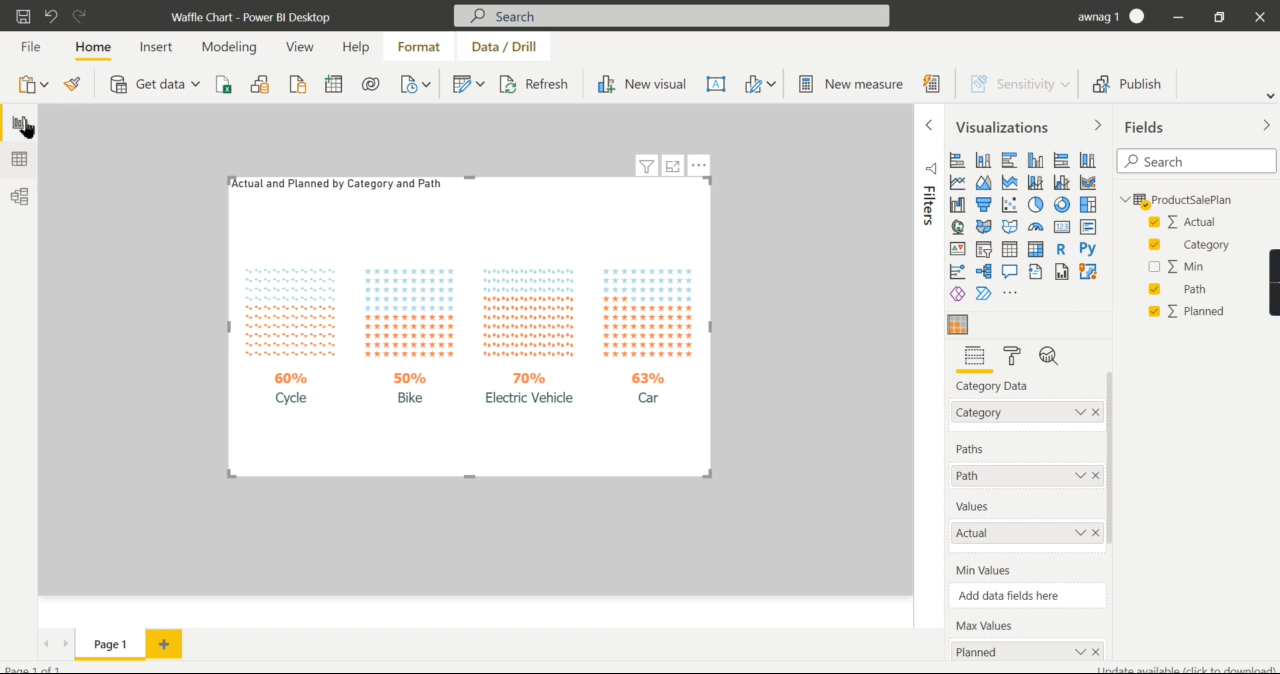 Waffle Chart - Power BI Desktop
Search
awnag 1
File
Home
Insert
Modeling
View
Help
Format
Data / Drill
Get data
Refresh
New visual
New measure
Sensitivity
Publish
Actual and Planned by Category and Path
60%
Cycle
50%
Bike
70%
Electric Vehicle
63%
Car
Filters
Visualizations
R
Py
123
Category Data
Category
Paths
Path
Values
Actual
Min Values
Add data fields here
Max Values
Planned
Fields
Search
ProductSalePlan
Actual
Category
Min
Path
Planned
Page 1
Page 1 of 1
Update available (click to download)